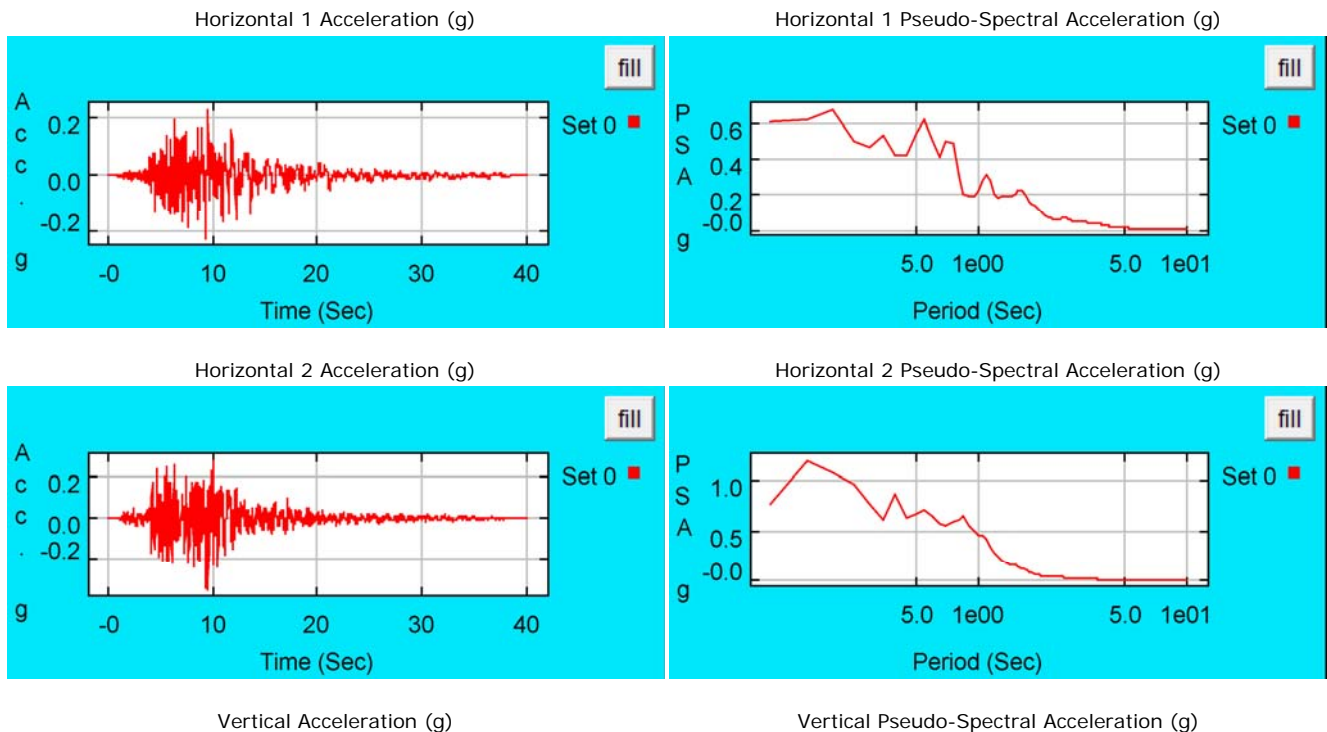 Horizontal 1 Acceleration (g)
fill
Acc. g
0.2
0.0
-0.2
Set 0
-0 10 20 30 40
Time (Sec)
Horizontal 1 Pseudo-Spectral Acceleration (g)
fill
PSA g
0.6
0.4
0.2
-0.0
Set 0
5.0 1e00 5.0 1e01
Period (Sec)
Horizontal 2 Acceleration (g)
fill
Acc. g
0.2
0.0
-0.2
Set 0
-0 10 20 30 40
Time (Sec)
Horizontal 2 Pseudo-Spectral Acceleration (g)
fill
PSA g
1.0
0.5
-0.0
Set 0
5.0 1e00 5.0 1e01
Period (Sec)
Vertical Acceleration (g)
Vertical Pseudo-Spectral Acceleration (g)